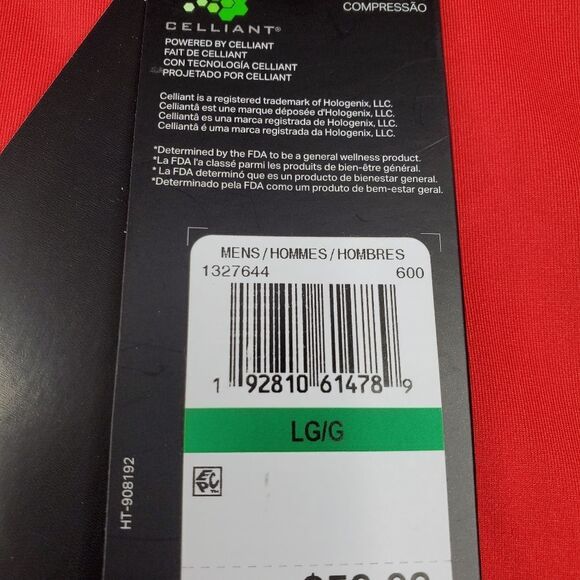 COMPRESSÃO
CELLIANT®
POWERED BY CELLIANT
FAIT DE CELLIANT
CON TECNOLOGÍA CELLIANT
PROJETADO POR CELLIANT
Celliant is a registered trademark of Hologenix, LLC.
Celliantâ est une marque déposée d'Hologenix, LLC.
Celliantâ es una marca registrada de Hologenix, LLC.
Celliantâ é uma marca registrada da Hologenix, LLC.
*Determined by the FDA to be a general wellness product.
*La FDA l'a classé parmi les produits de bien-être général.
* La FDA determinó que es un producto de bienestar general.
*Determinado pela FDA como um produto de bem-estar geral.
MENS/HOMMES/HOMBRES
1327644 600
1 92810 61478 9
LG/G
EPC™
HT-908192